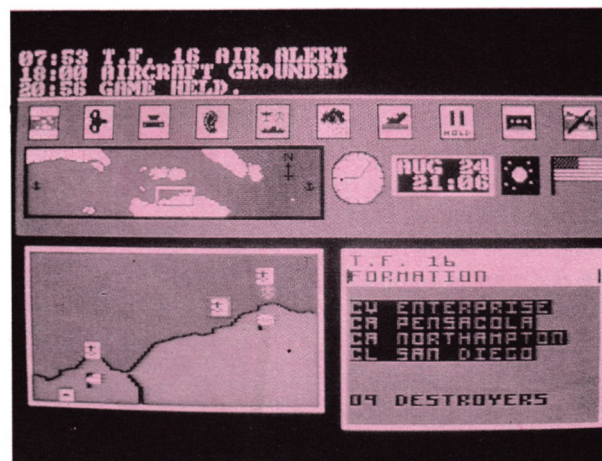 07:53 T.F. 16 AIR ALERT
18:00 AIRCRAFT GROUNDED
20:56 GAME HELD.
HOLD
N
AUG 24
21:06
T.F. 16
FORMATION
CV ENTERPRISE
CA PENSACOLA
CA NORTHAMPTON
CL SAN DIEGO
09 DESTROYERS